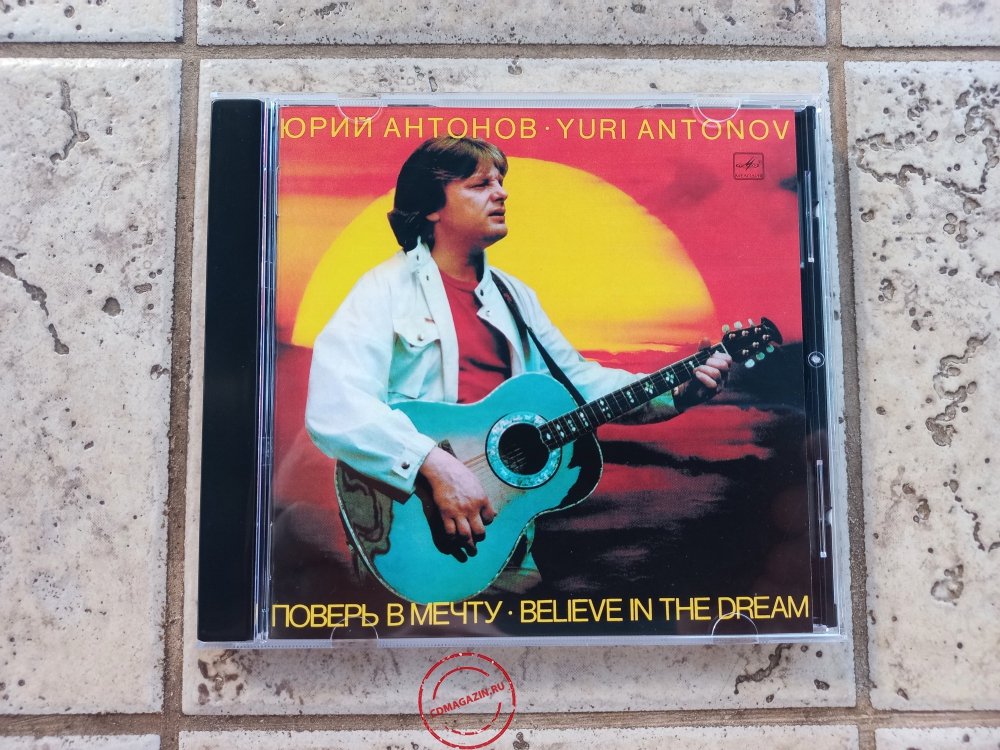 ЮРИЙ АНТОНОВ · YURI ANTONOV
ПОВЕРЬ В МЕЧТУ · BELIEVE IN THE DREAM
CDMAGAZIN.RU